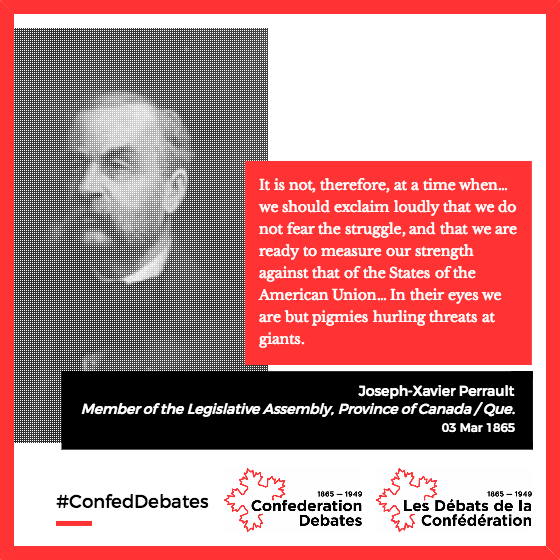 It is not, therefore, at a time when...
we should exclaim loudly that we do
not fear the struggle, and that we are
ready to measure our strength
against that of the States of the
American Union... In their eyes we
are but pigmies hurling threats at
giants.
Joseph-Xavier Perrault
Member of the Legislative Assembly, Province of Canada / Que.
03 Mar 1865
#ConfedDebates
1865 — 1949
Confederation
Debates
1865 — 1949
Les Débats de la
Confédération